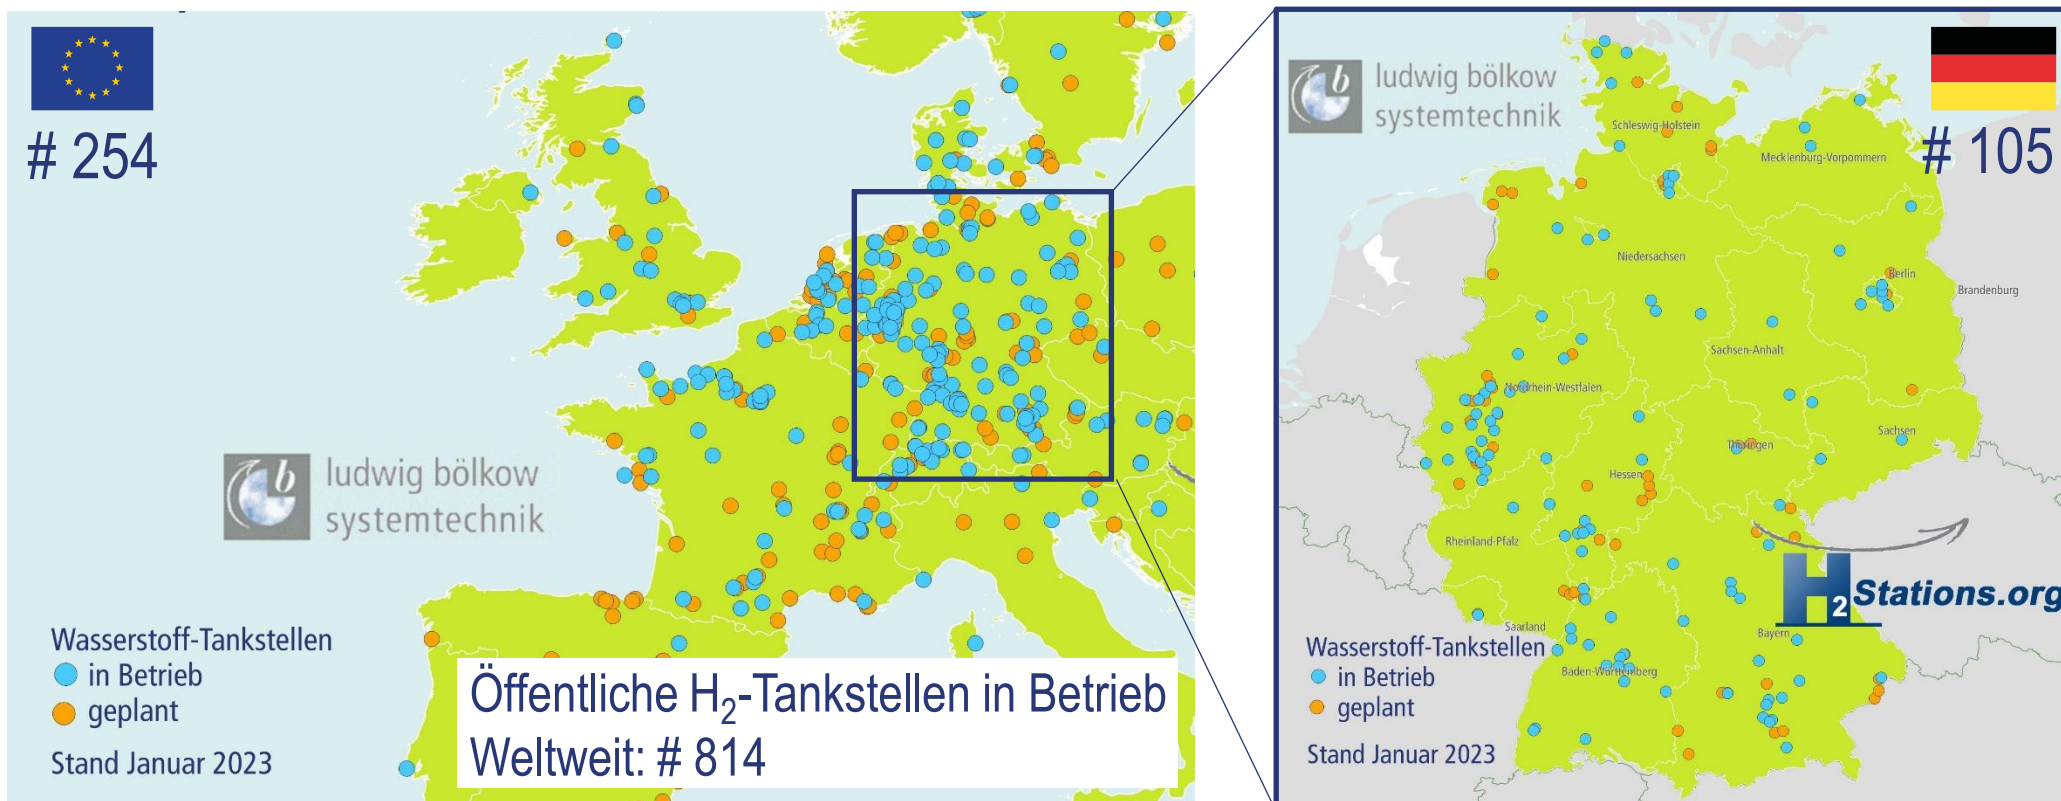 # 254
b
ludwig bölkow
systemtechnik
Wasserstoff-Tankstellen
in Betrieb
geplant
Stand Januar 2023
Öffentliche H₂-Tankstellen in Betrieb
Weltweit: # 814
b
ludwig bölkow
systemtechnik
# 105
Schleswig-Holstein
Mecklenburg-Vorpommern
Niedersachsen
Berlin
Brandenburg
Sachsen-Anhalt
Nordrhein-Westfalen
Sachsen
Thüringen
Hessen
Rheinland-Pfalz
H₂Stations.org
Saarland
Bayern
Baden-Württemberg
Wasserstoff-Tankstellen
in Betrieb
geplant
Stand Januar 2023